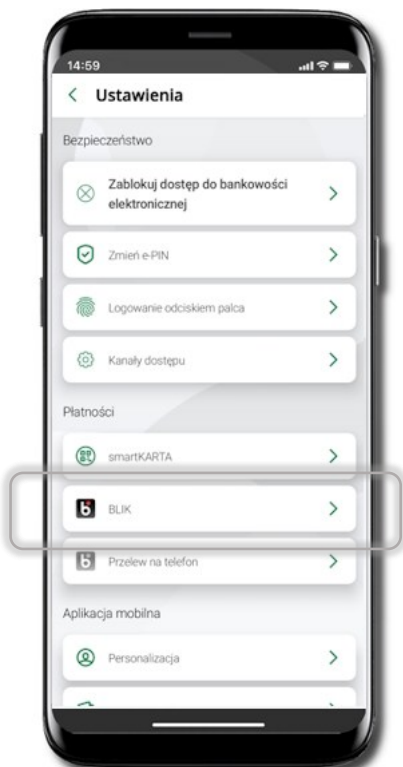 14:59
Ustawienia
Bezpieczeństwo
Zablokuj dostęp do bankowości
elektronicznej
Zmień e-PIN
Logowanie odciskiem palca
Kanały dostępu
Płatności
smartKARTA
BLIK
Przelew na telefon
Aplikacja mobilna
Personalizacja